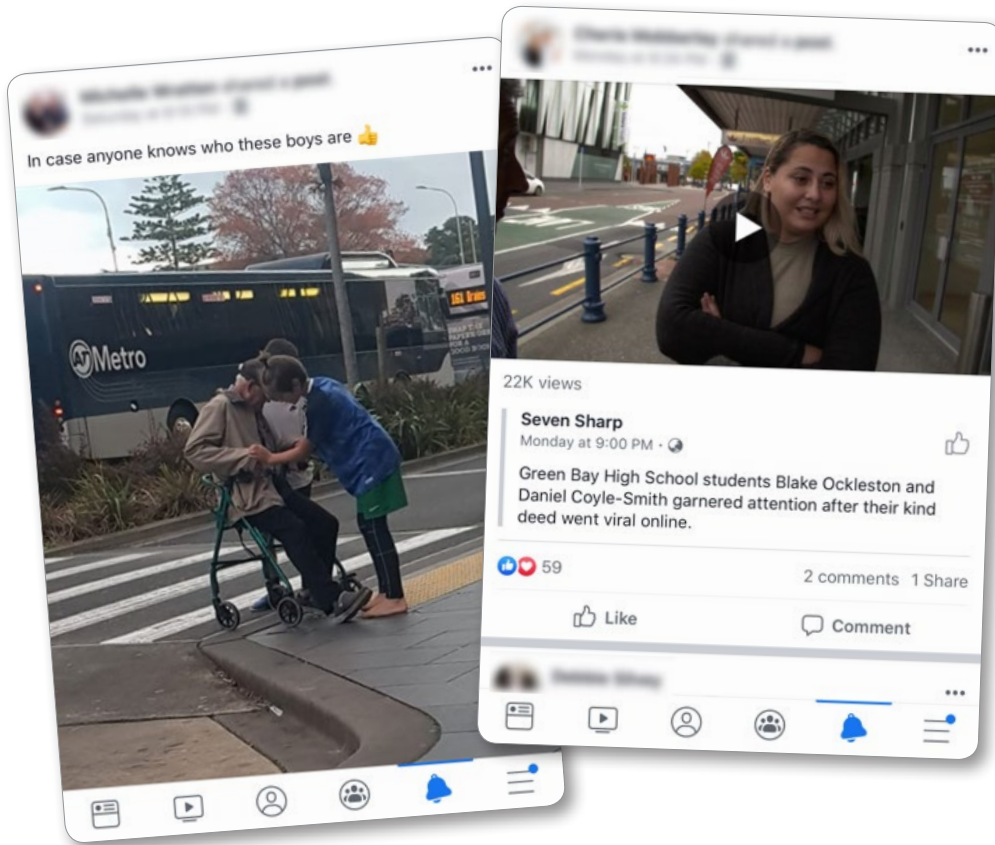 In case anyone knows who these boys are
Metro
22K views
Seven Sharp
Monday at 9:00 PM
Green Bay High School students Blake Ockleston and
Daniel Coyle-Smith garnered attention after their kind
deed went viral online.
59
2 comments 1 Share
Like
Comment